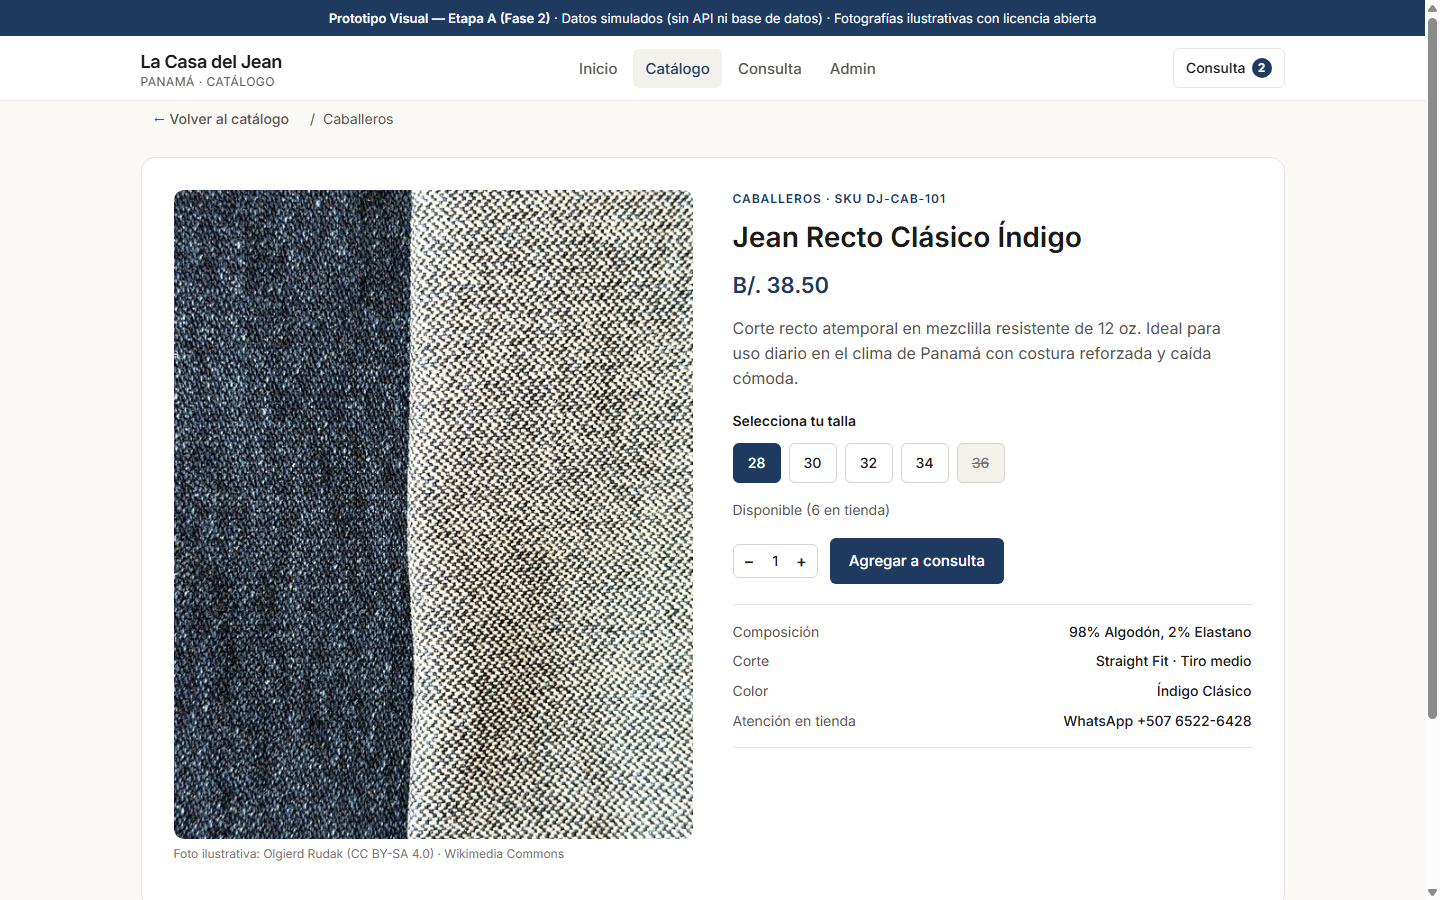 Prototipo Visual — Etapa A (Fase 2) · Datos simulados (sin API ni base de datos) · Fotografías ilustrativas con licencia abierta
La Casa del Jean
PANAMÁ · CATÁLOGO
Inicio
Catálogo
Consulta
Admin
Consulta 2
← Volver al catálogo / Caballeros
CABALLEROS · SKU DJ-CAB-101
Jean Recto Clásico Índigo
B/. 38.50
Corte recto atemporal en mezclilla resistente de 12 oz. Ideal para
uso diario en el clima de Panamá con costura reforzada y caída
cómoda.
Selecciona tu talla
28 30 32 34 36
Disponible (6 en tienda)
− 1 +
Agregar a consulta
Composición 98% Algodón, 2% Elastano
Corte Straight Fit · Tiro medio
Color Índigo Clásico
Atención en tienda WhatsApp +507 6522-6428
Foto ilustrativa: Olgierd Rudak (CC BY-SA 4.0) · Wikimedia Commons